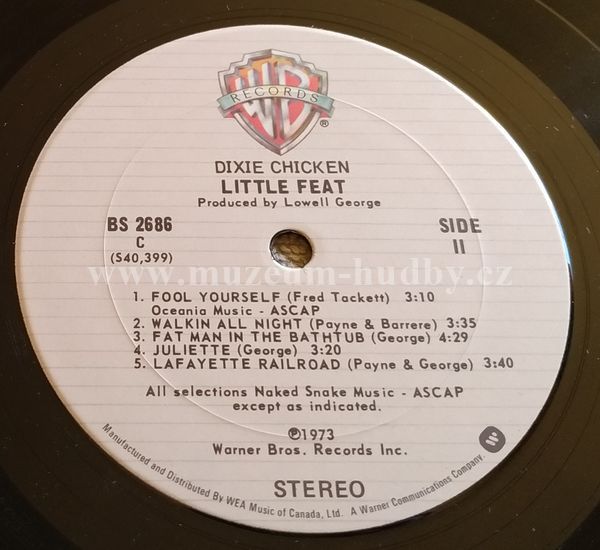 WB
RECORDS
®
DIXIE CHICKEN
LITTLE FEAT
Produced by Lowell George
BS 2686
C
(S40,399)
SIDE
II
www.muzeum-hudby.cz
1. FOOL YOURSELF (Fred Tackett) 3:10
Oceania Music - ASCAP
2. WALKIN ALL NIGHT (Payne & Barrere) 3:35
3. FAT MAN IN THE BATHTUB (George) 4:29
4. JULIETTE (George) 3:20
5. LAFAYETTE RAILROAD (Payne & George) 3:40
All selections Naked Snake Music - ASCAP
except as indicated.
℗1973
Warner Bros. Records Inc.
STEREO
Manufactured and Distributed By WEA Music of Canada, Ltd. A Warner Communications Company.